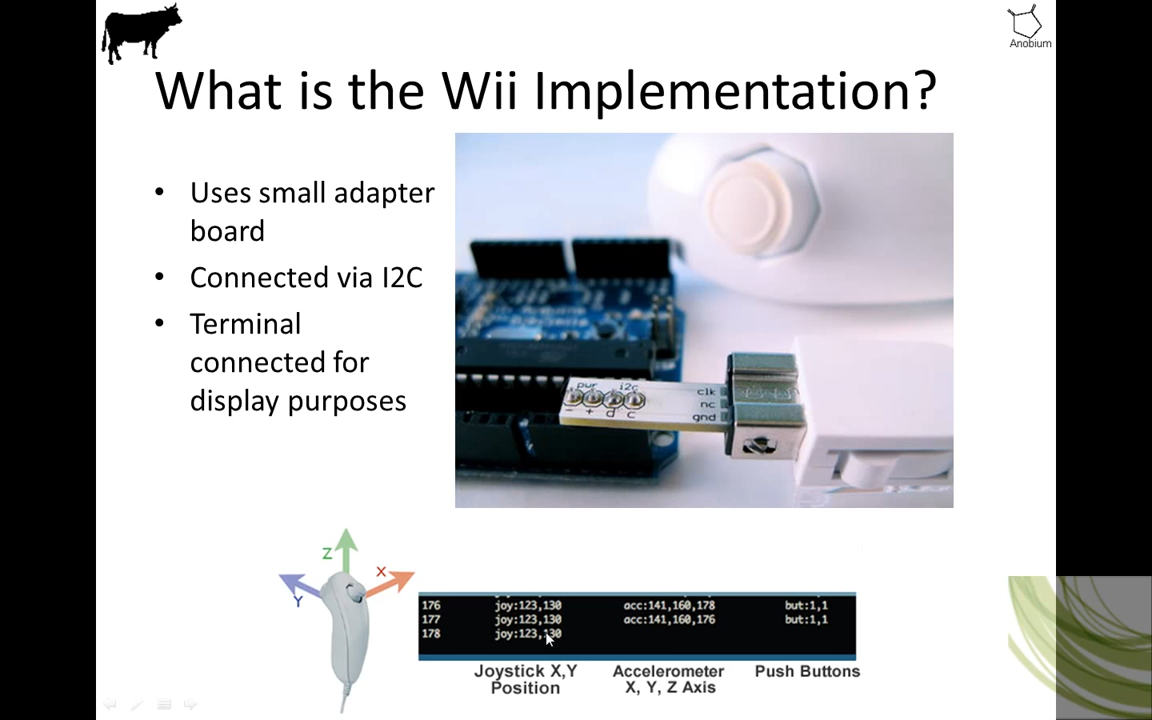 Anobium
What is the Wii Implementation?
• Uses small adapter
board
• Connected via I2C
• Terminal
connected for
display purposes
pwr i2c
- + d c
clk
nc
gnd
Z
X
Y
176 joy:123,130 acc:141,160,178 but:1,1
177 joy:123,130 acc:141,160,176 but:1,1
178 joy:123,130
Joystick X,Y Accelerometer Push Buttons
Position X, Y, Z Axis